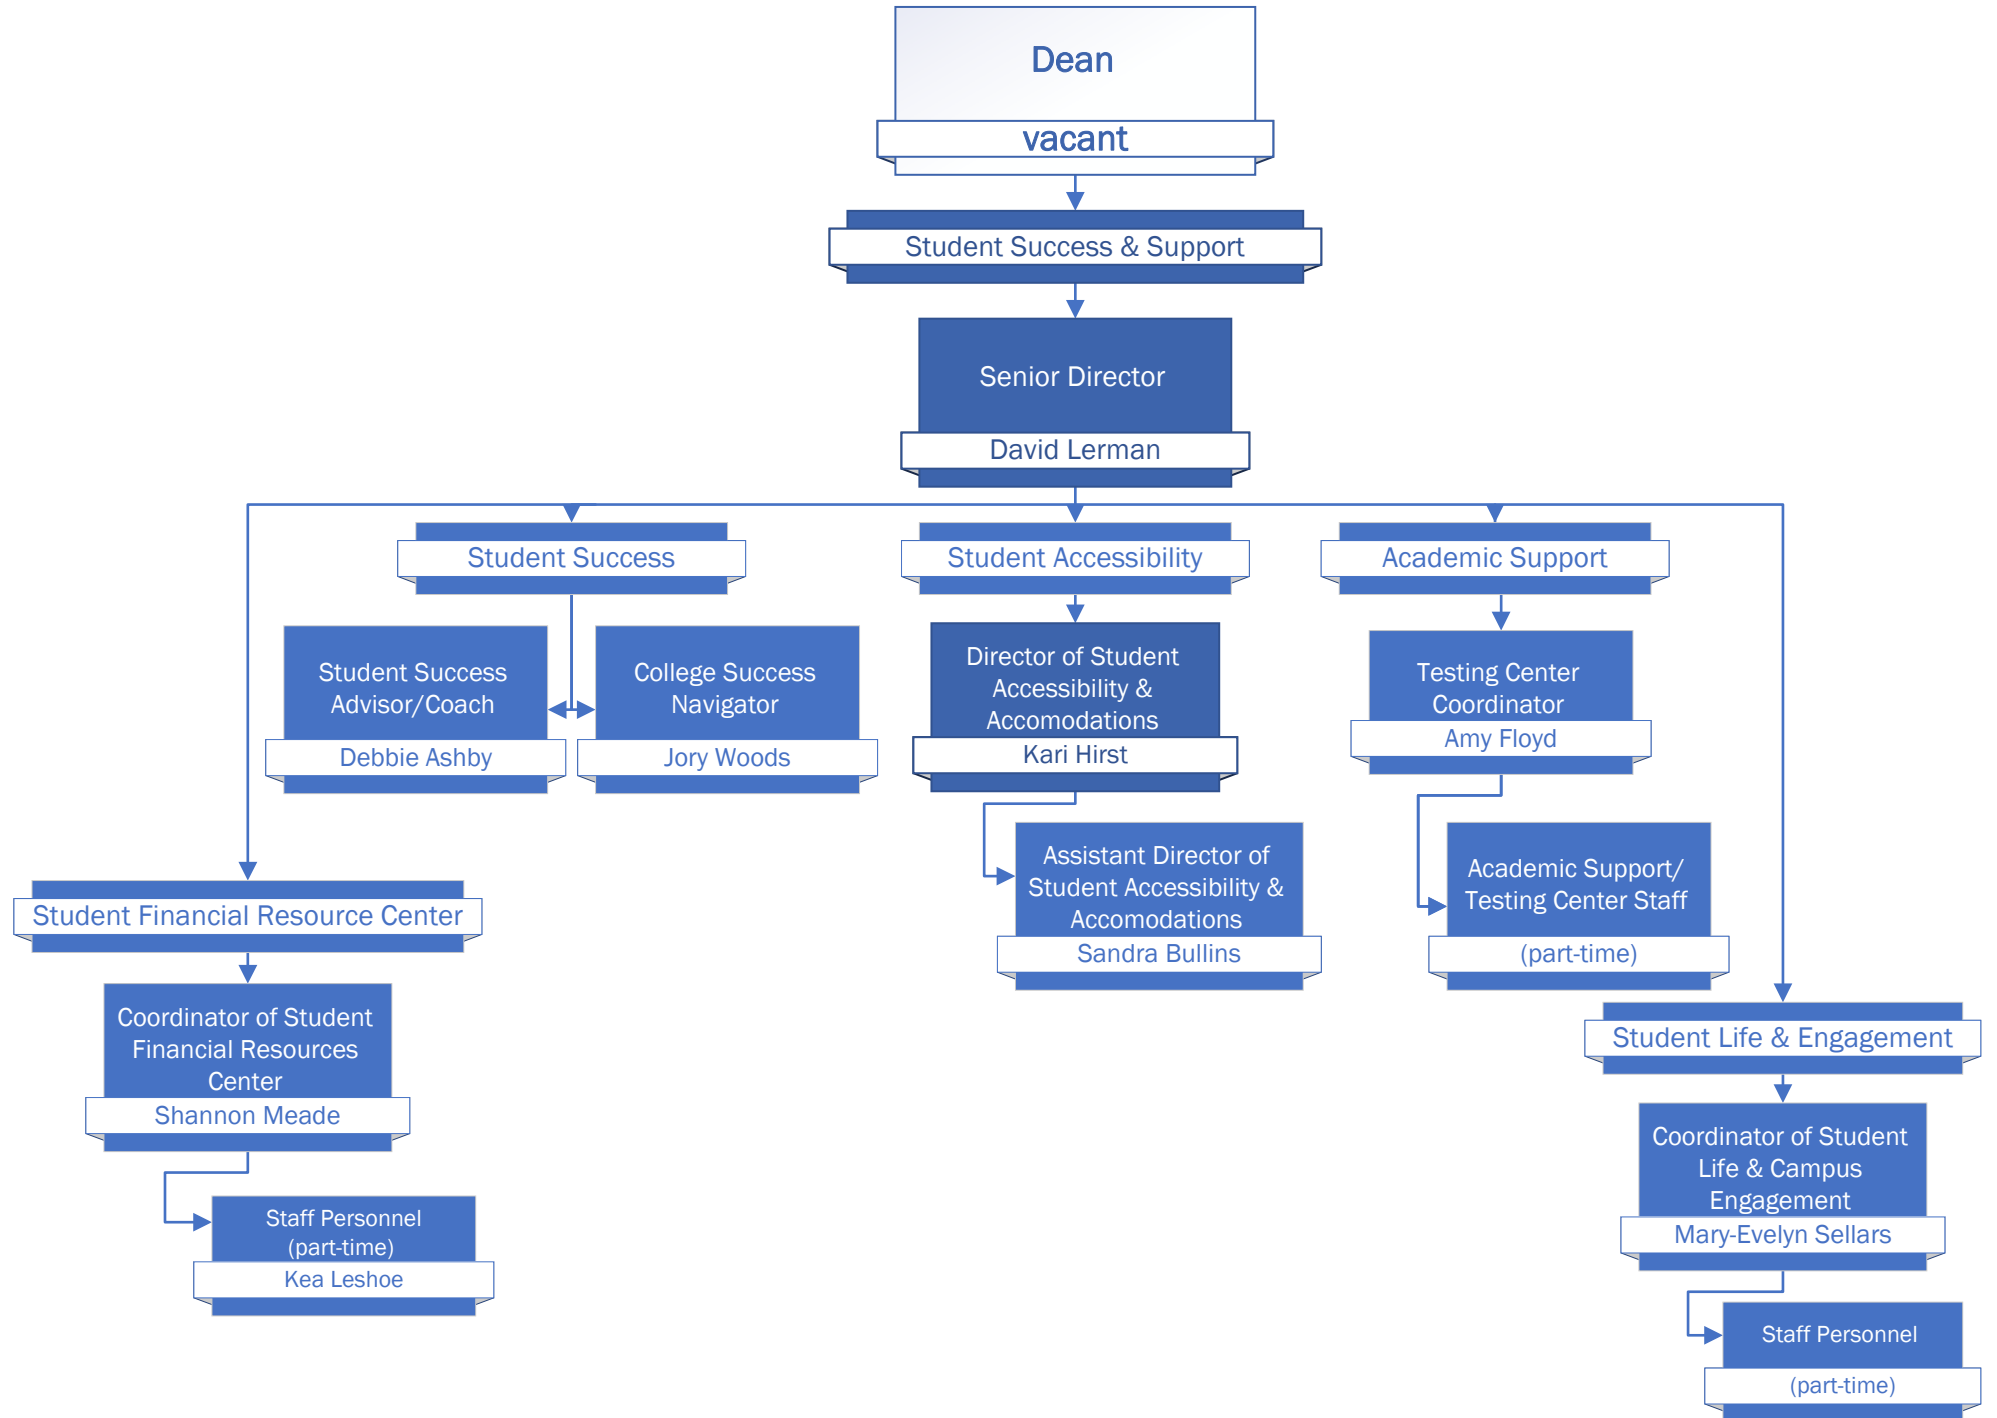 Dean
vacant
Student Success & Support
Senior Director
David Lerman
Student Success
Student Accessibility
Academic Support
Student Success
Advisor/Coach
Debbie Ashby
College Success
Navigator
Jory Woods
Director of Student
Accessibility &
Accomodations
Kari Hirst
Testing Center
Coordinator
Amy Floyd
Assistant Director of
Student Accessibility &
Accomodations
Sandra Bullins
Academic Support/
Testing Center Staff
(part-time)
Student Financial Resource Center
Coordinator of Student
Financial Resources
Center
Shannon Meade
Staff Personnel
(part-time)
Kea Leshoe
Student Life & Engagement
Coordinator of Student
Life & Campus
Engagement
Mary-Evelyn Sellars
Staff Personnel
(part-time)